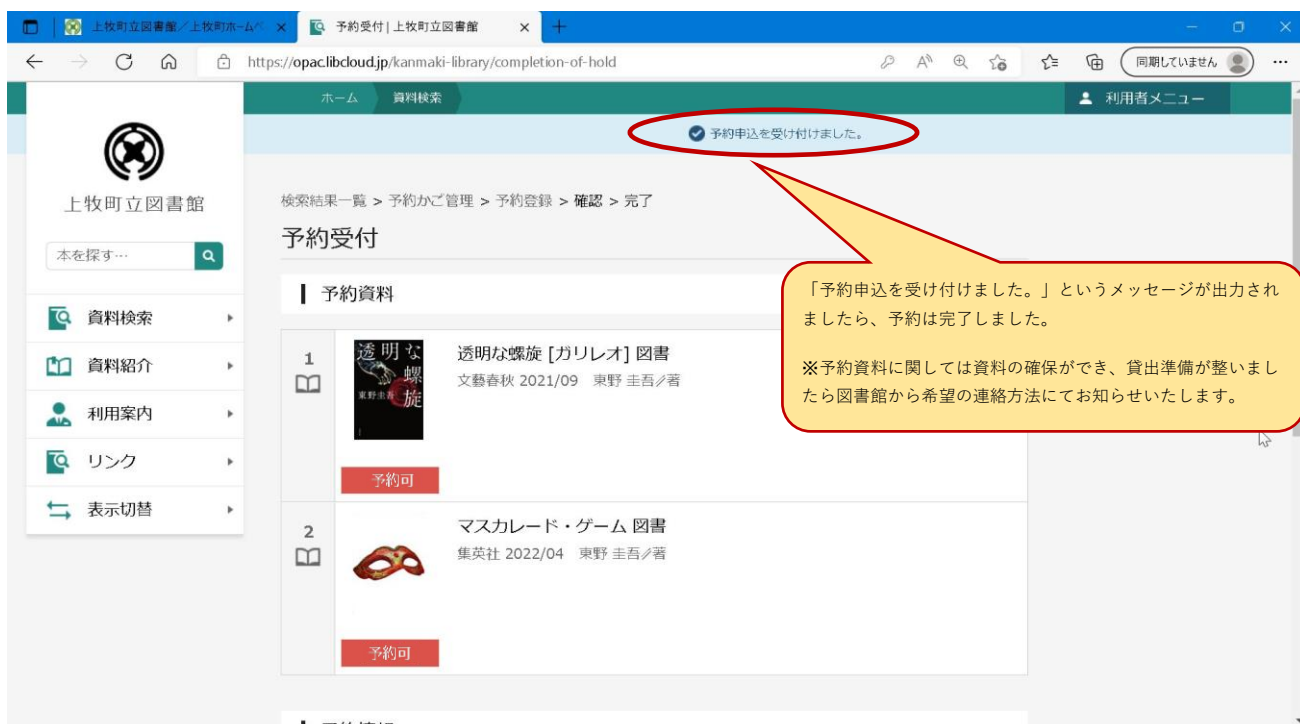 上牧町立図書館／上牧町ホームペ
予約受付 | 上牧町立図書館
https://opac.libcloud.jp/kanmaki-library/completion-of-hold
同期していません
ホーム
資料検索
利用者メニュー
予約申込を受け付けました。
上牧町立図書館
本を探す…
資料検索
資料紹介
利用案内
リンク
表示切替
検索結果一覧 > 予約かご管理 > 予約登録 > 確認 > 完了
予約受付
予約資料
「予約申込を受け付けました。」というメッセージが出力され
ましたら、予約は完了しました。
※予約資料に関しては資料の確保ができ、貸出準備が整いまし
たら図書館から希望の連絡方法にてお知らせいたします。
1
透明な
螺
旋
東野圭吾
透明な螺旋 [ガリレオ] 図書
文藝春秋 2021/09 東野 圭吾/著
予約可
2
マスカレード・ゲーム 図書
集英社 2022/04 東野 圭吾/著
予約可